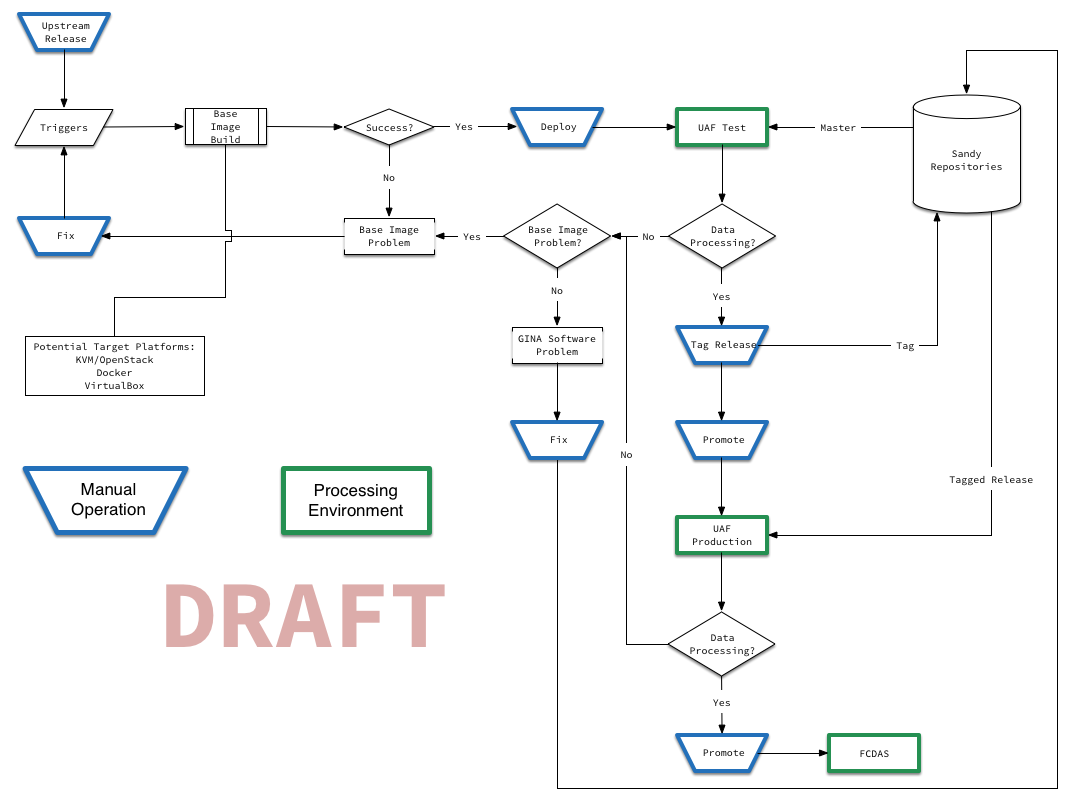 Upstream
Release
Triggers
Base
Image
Build
Success?
Yes
Deploy
UAF Test
Master
Sandy
Repositories
No
Fix
Base Image
Problem
Yes
Base Image
Problem?
No
Data
Processing?
No
Yes
Potential Target Platforms:
KVM/OpenStack
Docker
VirtualBox
GINA Software
Problem
Tag Release
Tag
Fix
No
Promote
Tagged Release
Manual
Operation
Processing
Environment
UAF
Production
DRAFT
Data
Processing?
Yes
Promote
FCDAS